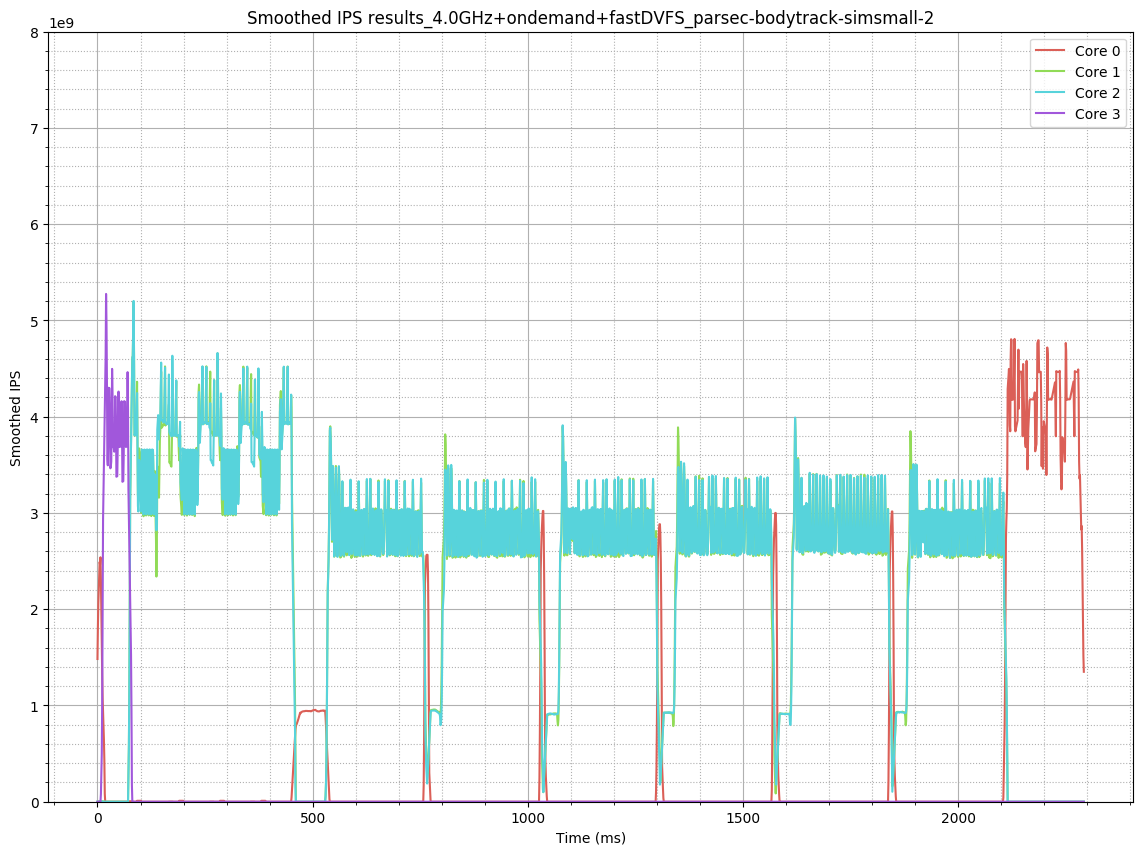 Smoothed IPS results_4.0GHz+ondemand+fastDVFS_parsec-bodytrack-simsmall-2
1e9
8
7
6
5
4
3
2
1
0
Smoothed IPS
Core 0
Core 1
Core 2
Core 3
0 500 1000 1500 2000
Time (ms)